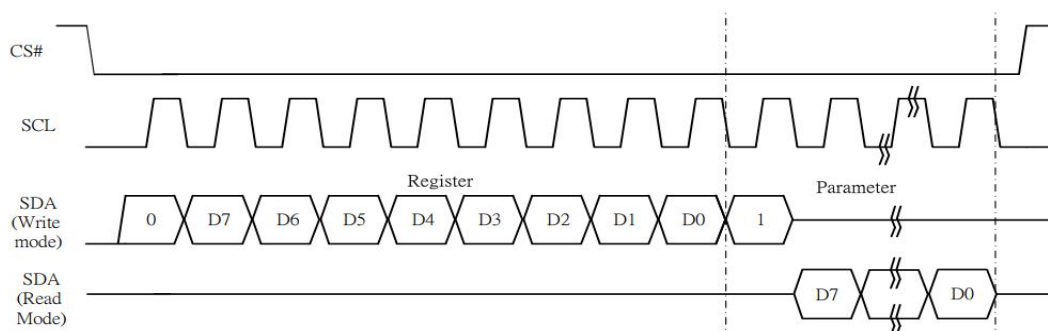 CS#
SCL
Register
Parameter
SDA
(Write
mode)
0 D7 D6 D5 D4 D3 D2 D1 D0 1
SDA
(Read
Mode)
D7 D0